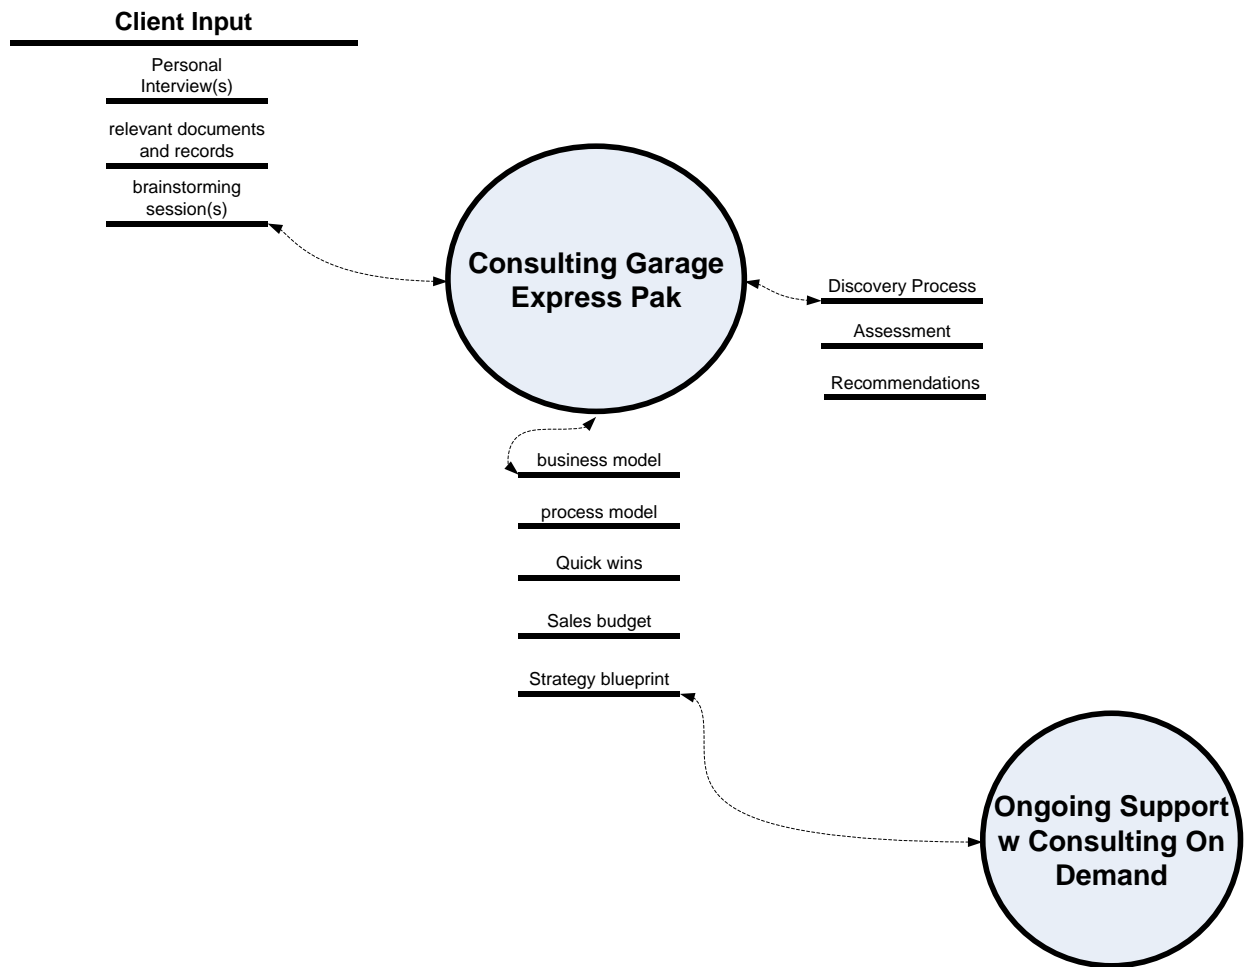 Client Input
Personal
Interview(s)
relevant documents
and records
brainstorming
session(s)
Consulting Garage
Express Pak
Discovery Process
Assessment
Recommendations
business model
process model
Quick wins
Sales budget
Strategy blueprint
Ongoing Support
w Consulting On
Demand